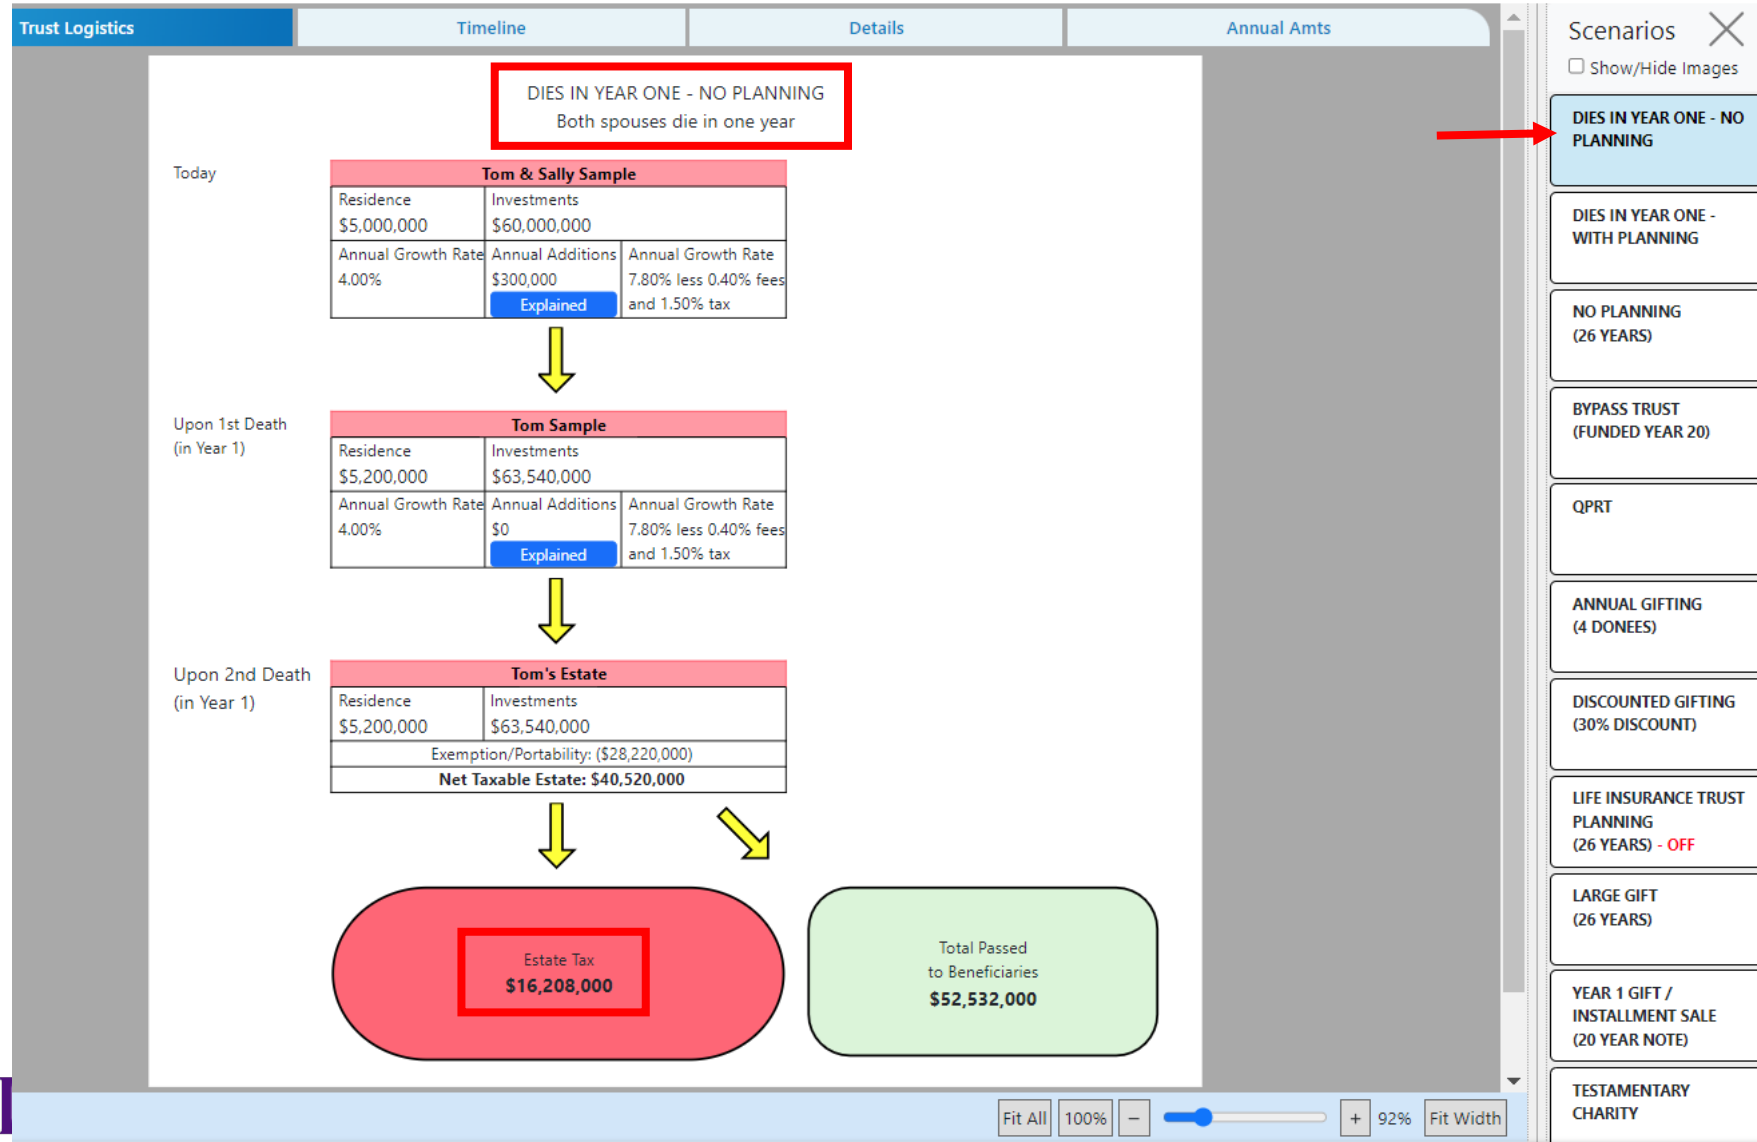 Trust Logistics
Timeline
Details
Annual Amts
DIES IN YEAR ONE - NO PLANNING
Both spouses die in one year
Today
Tom & Sally Sample
Residence
$5,000,000
Investments
$60,000,000
Annual Growth Rate
4.00%
Annual Additions
$300,000
Explained
Annual Growth Rate
7.80% less 0.40% fees
and 1.50% tax
Upon 1st Death
(in Year 1)
Tom Sample
Residence
$5,200,000
Investments
$63,540,000
Annual Growth Rate
4.00%
Annual Additions
$0
Explained
Annual Growth Rate
7.80% less 0.40% fees
and 1.50% tax
Upon 2nd Death
(in Year 1)
Tom's Estate
Residence
$5,200,000
Investments
$63,540,000
Exemption/Portability: ($28,220,000)
Net Taxable Estate: $40,520,000
Estate Tax
$16,208,000
Total Passed
to Beneficiaries
$52,532,000
Fit All
100%
−
+
92%
Fit Width
Scenarios
Show/Hide Images
DIES IN YEAR ONE - NO
PLANNING
DIES IN YEAR ONE -
WITH PLANNING
NO PLANNING
(26 YEARS)
BYPASS TRUST
(FUNDED YEAR 20)
QPRT
ANNUAL GIFTING
(4 DONEES)
DISCOUNTED GIFTING
(30% DISCOUNT)
LIFE INSURANCE TRUST
PLANNING
(26 YEARS) - OFF
LARGE GIFT
(26 YEARS)
YEAR 1 GIFT /
INSTALLMENT SALE
(20 YEAR NOTE)
TESTAMENTARY
CHARITY